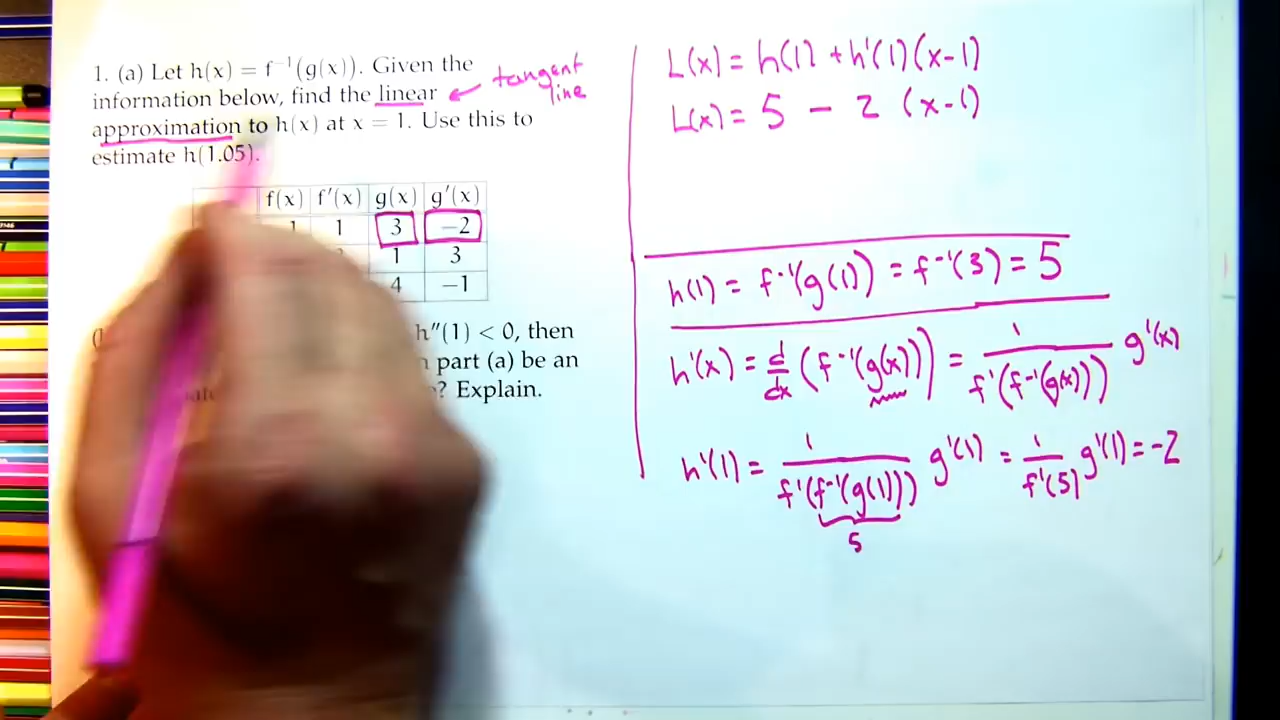 1. (a) Let h(x) = f⁻¹(g(x)). Given the
information below, find the linear
approximation to h(x) at x = 1. Use this to
estimate h(1.05).
tangent
line
f(x) f′(x) g(x) g′(x)
1 1 3 −2
1 3
4 −1
h″(1) < 0, then
part (a) be an
? Explain.
L(x) = h(1) + h'(1)(x-1)
L(x) = 5 - 2 (x-1)
h(1) = f⁻¹(g(1)) = f⁻¹(3) = 5
h'(x) = d/dx (f⁻¹(g(x))) = 1/f'(f⁻¹(g(x))) g'(x)
h'(1) = 1/f'(f⁻¹(g(1))) g'(1) = 1/f'(5) g'(1) = -2
5